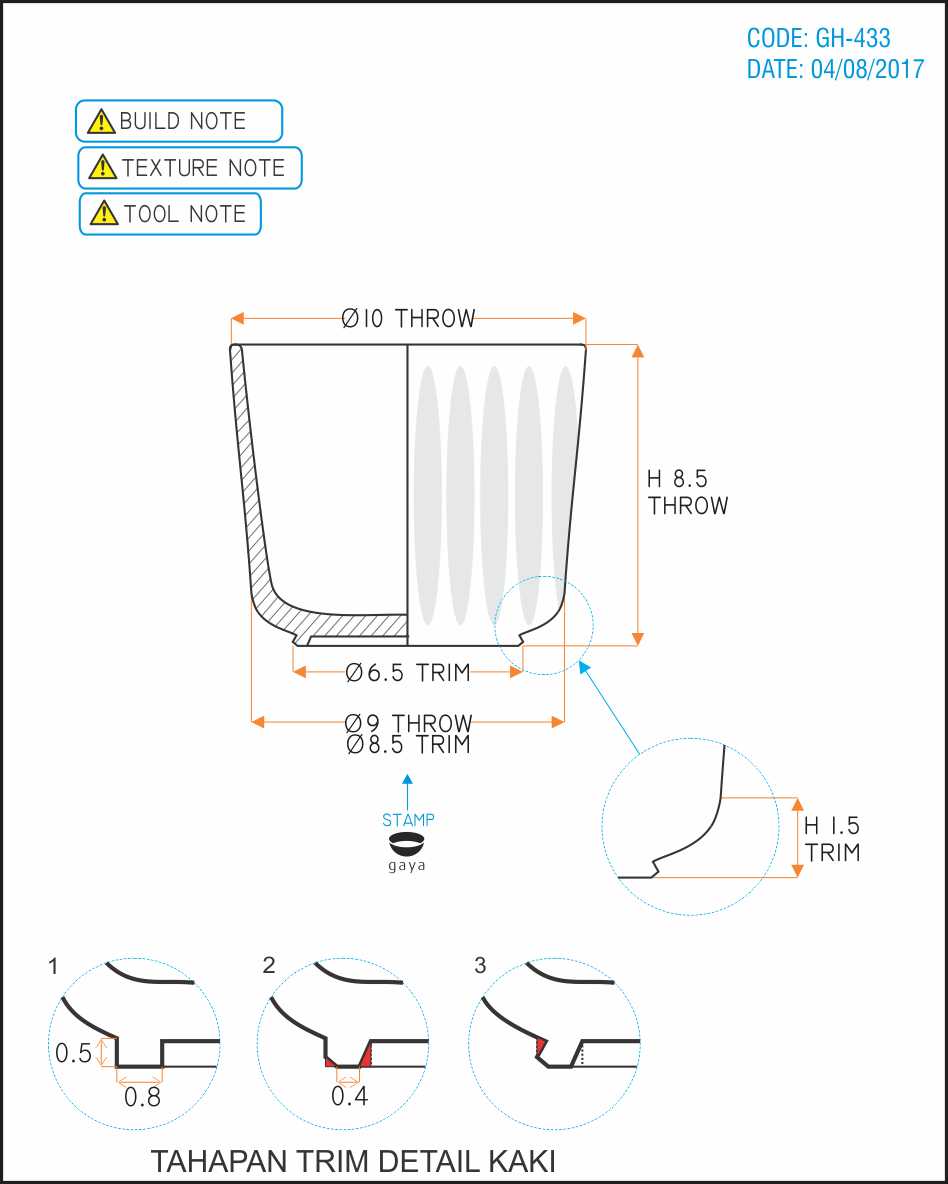 CODE: GH-433
DATE: 04/08/2017
BUILD NOTE
TEXTURE NOTE
TOOL NOTE
Ø10 THROW
H 8.5
THROW
Ø6.5 TRIM
Ø9 THROW
Ø8.5 TRIM
STAMP
gaya
H 1.5
TRIM
1
2
3
0.5
0.8
0.4
TAHAPAN TRIM DETAIL KAKI